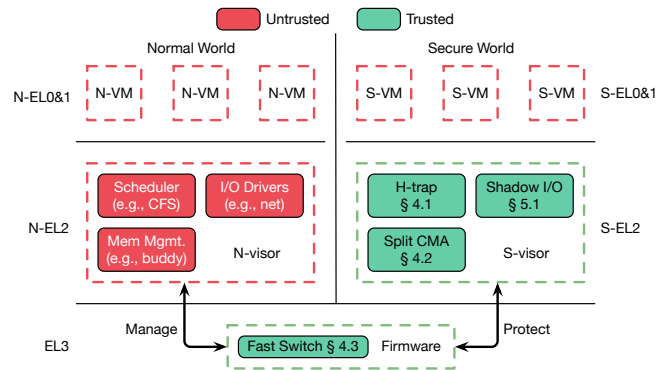 Untrusted
Trusted
Normal World
Secure World
N-EL0&1
N-VM
N-VM
N-VM
S-VM
S-VM
S-VM
S-EL0&1
Scheduler
(e.g., CFS)
I/O Drivers
(e.g., net)
H-trap
§ 4.1
Shadow I/O
§ 5.1
N-EL2
Mem Mgmt.
(e.g., buddy)
N-visor
Split CMA
§ 4.2
S-visor
S-EL2
Manage
Protect
EL3
Fast Switch § 4.3
Firmware